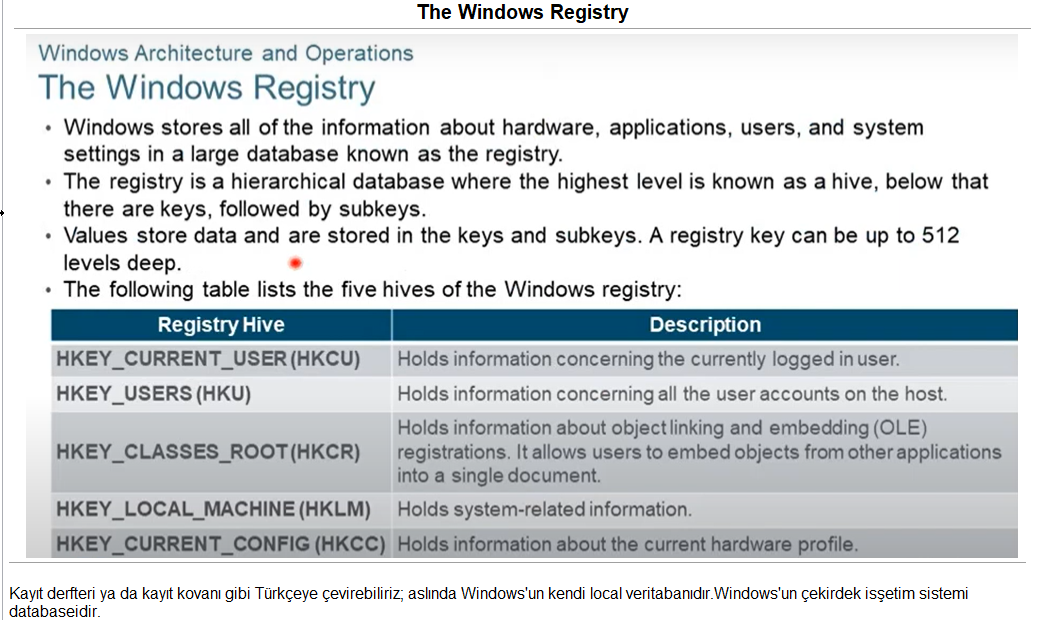 The Windows Registry
Windows Architecture and Operations
The Windows Registry
• Windows stores all of the information about hardware, applications, users, and system
settings in a large database known as the registry.
• The registry is a hierarchical database where the highest level is known as a hive, below that
there are keys, followed by subkeys.
• Values store data and are stored in the keys and subkeys. A registry key can be up to 512
levels deep.
• The following table lists the five hives of the Windows registry:
Registry Hive Description
HKEY_CURRENT_USER (HKCU) Holds information concerning the currently logged in user.
HKEY_USERS (HKU) Holds information concerning all the user accounts on the host.
HKEY_CLASSES_ROOT (HKCR) Holds information about object linking and embedding (OLE)
registrations. It allows users to embed objects from other applications
into a single document.
HKEY_LOCAL_MACHINE (HKLM) Holds system-related information.
HKEY_CURRENT_CONFIG (HKCC) Holds information about the current hardware profile.
Kayıt derfteri ya da kayıt kovanı gibi Türkçeye çevirebiliriz; aslında Windows'un kendi local veritabanıdır.Windows'un çekirdek isşetim sistemi
databaseidir.